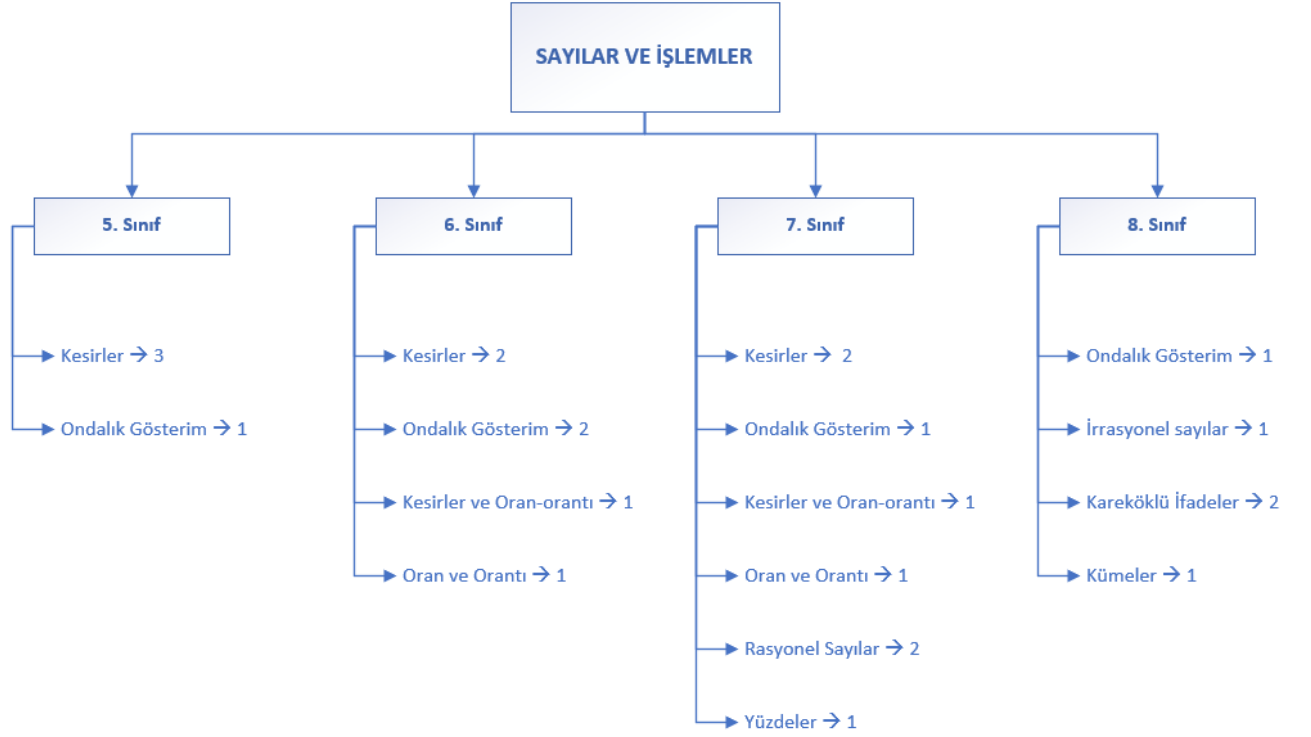 SAYILAR VE İŞLEMLER
5. Sınıf
Kesirler → 3
Ondalık Gösterim → 1
6. Sınıf
Kesirler → 2
Ondalık Gösterim → 2
Kesirler ve Oran-orantı → 1
Oran ve Orantı → 1
7. Sınıf
Kesirler → 2
Ondalık Gösterim → 1
Kesirler ve Oran-orantı → 1
Oran ve Orantı → 1
Rasyonel Sayılar → 2
Yüzdeler → 1
8. Sınıf
Ondalık Gösterim → 1
İrrasyonel sayılar → 1
Kareköklü İfadeler → 2
Kümeler → 1